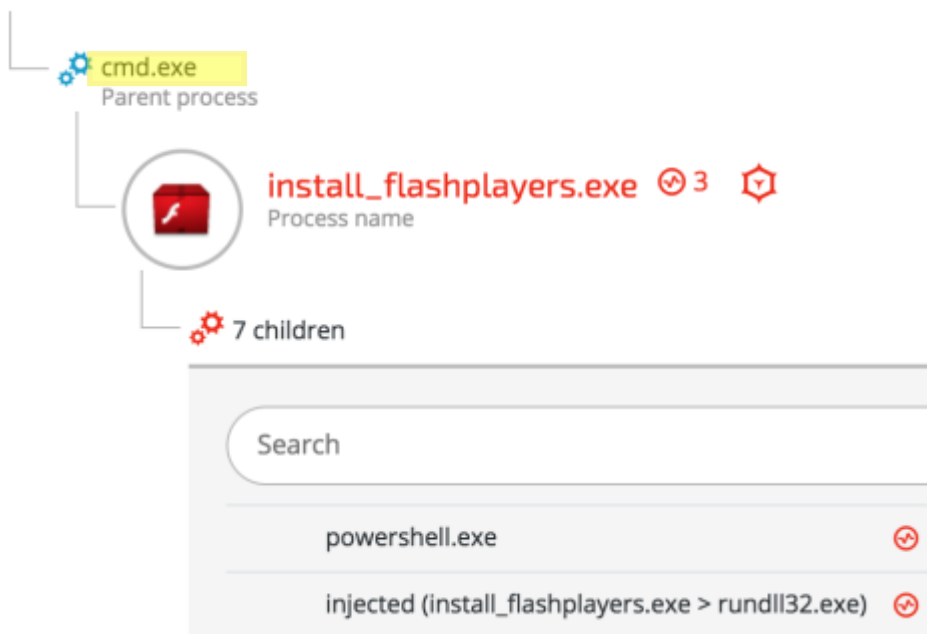 cmd.exe
Parent process
install_flashplayers.exe 3
Process name
7 children
Search
powershell.exe
injected (install_flashplayers.exe > rundll32.exe)